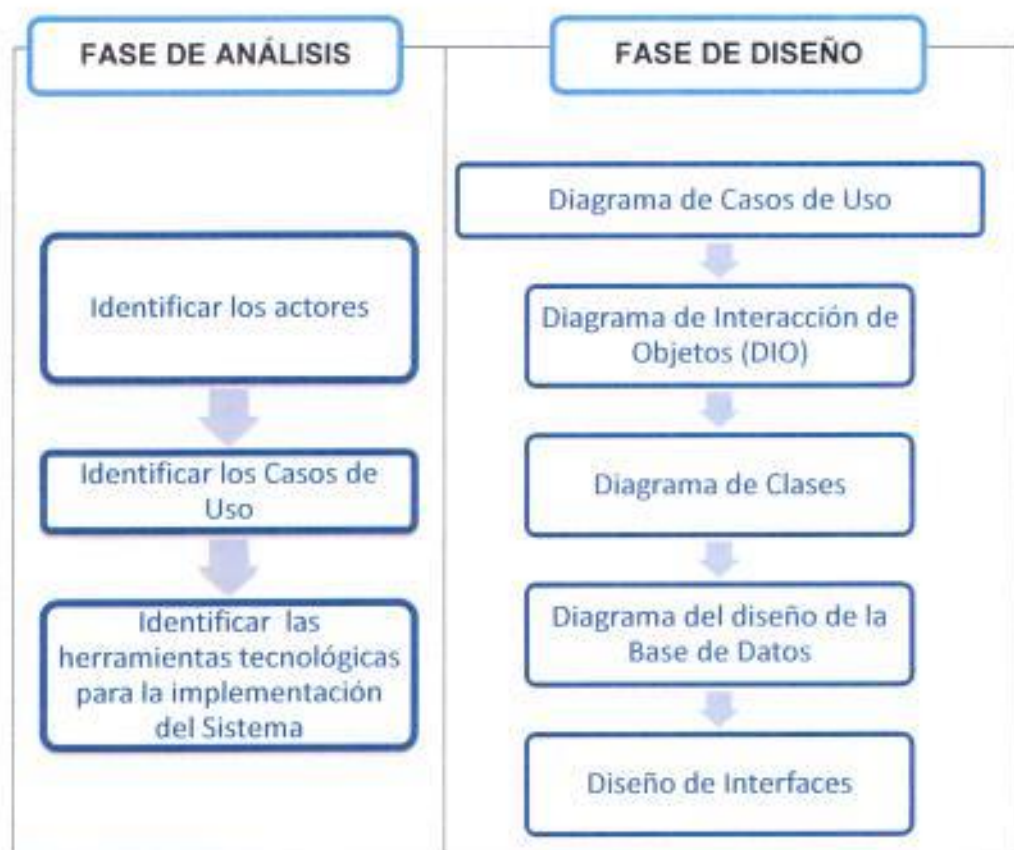 FASE DE ANÁLISIS
Identificar los actores
Identificar los Casos de
Uso
Identificar las
herramientas tecnológicas
para la implementación
del Sistema
FASE DE DISEÑO
Diagrama de Casos de Uso
Diagrama de Interacción de
Objetos (DIO)
Diagrama de Clases
Diagrama del diseño de la
Base de Datos
Diseño de Interfaces